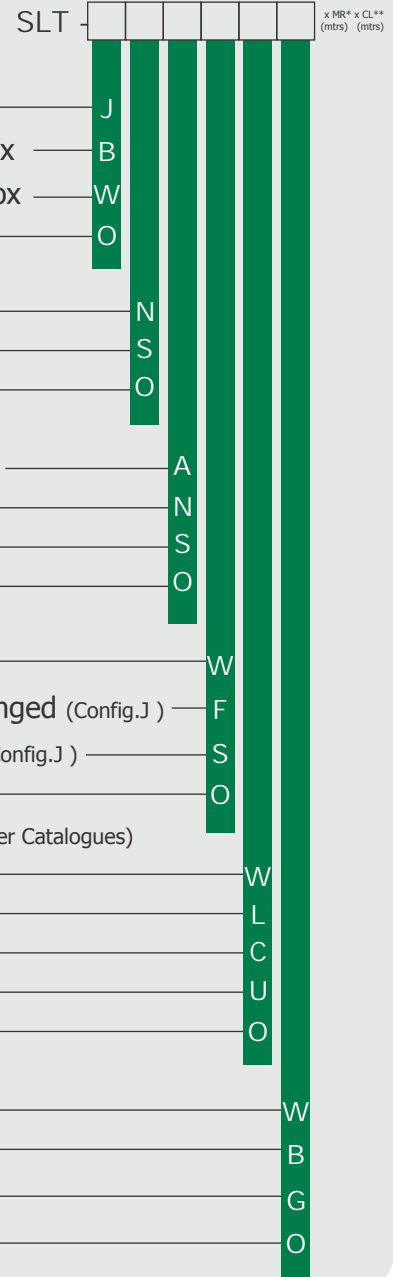 SLT -
x MR* x CL**
(mtrs) (mtrs)
J
x B
ox W
O
N
S
O
A
N
S
O
W
nged (Config.J ) F
onfig.J ) S
O
er Catalogues)
W
L
C
U
O
W
B
G
O